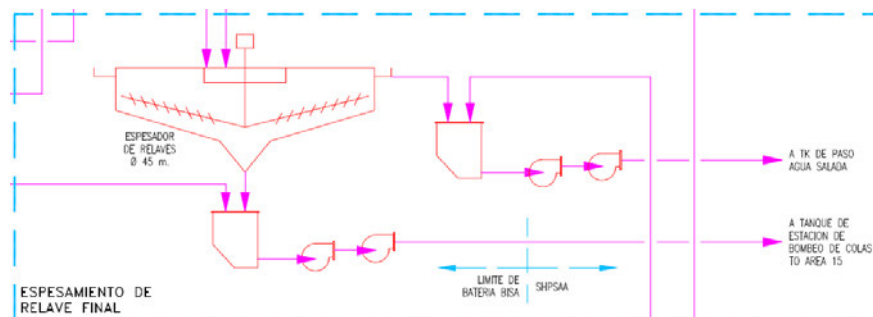 ESPESADOR
DE RELAVES
Ø 45 m.
A TK DE PASO
AGUA SALADA
A TANQUE DE
ESTACION DE
BOMBEO DE COLAS
TO AREA 15
LIMITE DE
BATERIA BISA
SHPSAA
ESPESAMIENTO DE
RELAVE FINAL